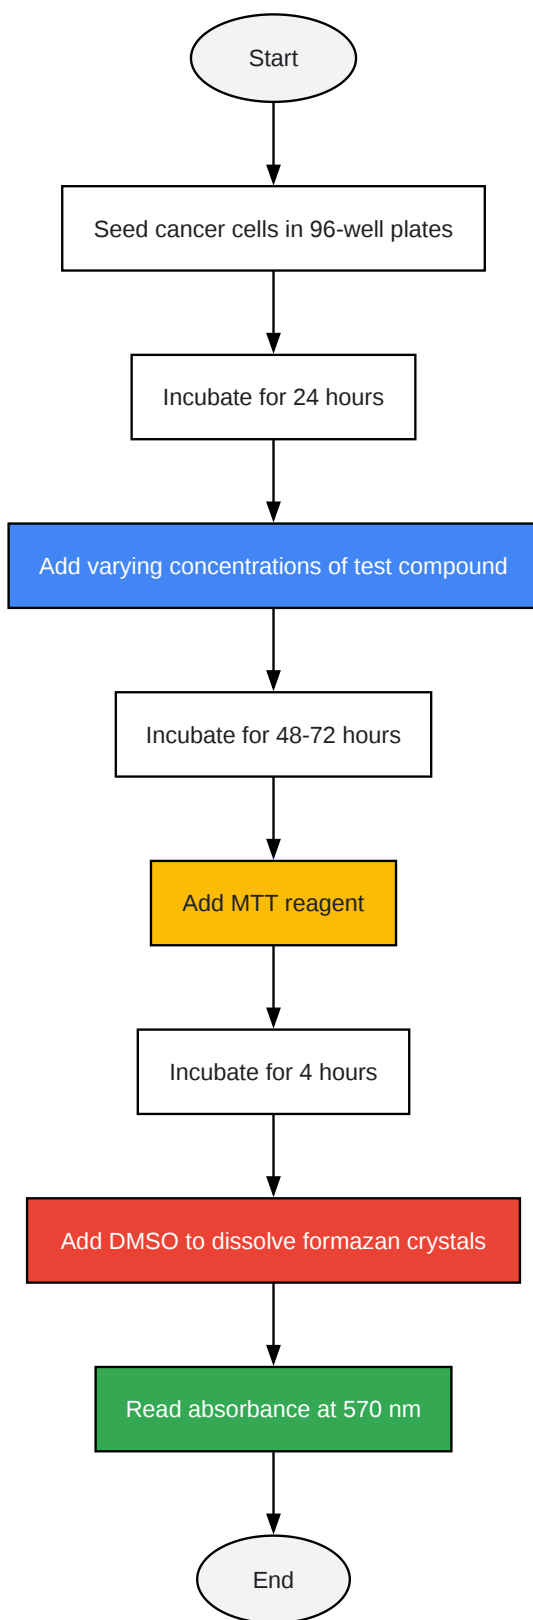 Start
Seed cancer cells in 96-well plates
Incubate for 24 hours
Add varying concentrations of test compound
Incubate for 48-72 hours
Add MTT reagent
Incubate for 4 hours
Add DMSO to dissolve formazan crystals
Read absorbance at 570 nm
End